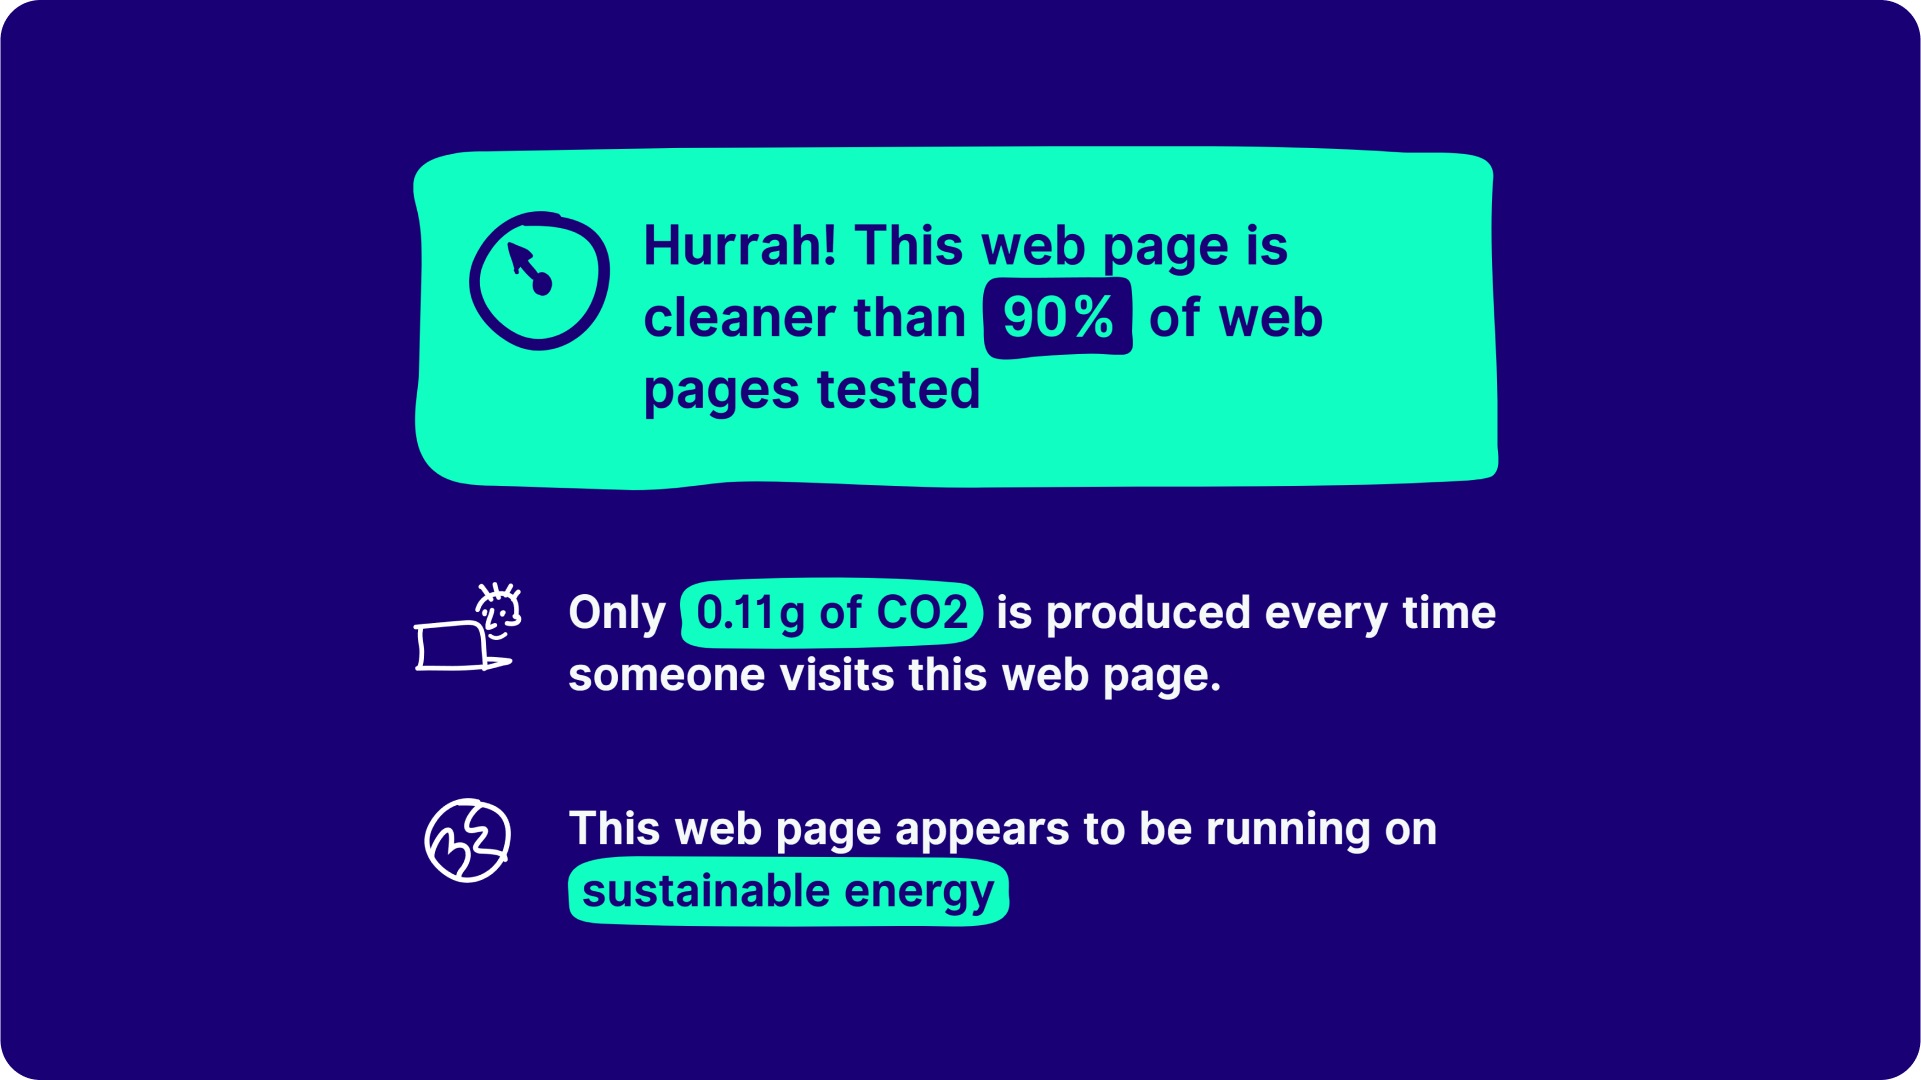 Hurrah! This web page is
cleaner than 90% of web
pages tested
Only 0.11g of CO2 is produced every time
someone visits this web page.
This web page appears to be running on
sustainable energy